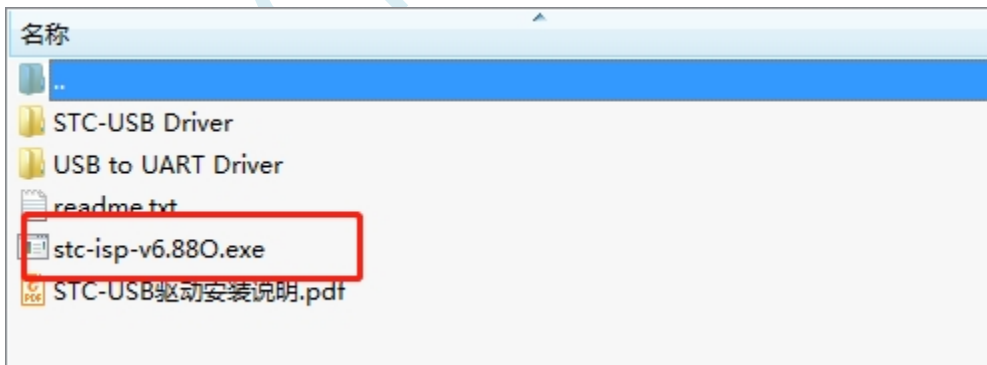 名称
..
STC-USB Driver
USB to UART Driver
readme.txt
stc-isp-v6.88O.exe
STC-USB驱动安装说明.pdf